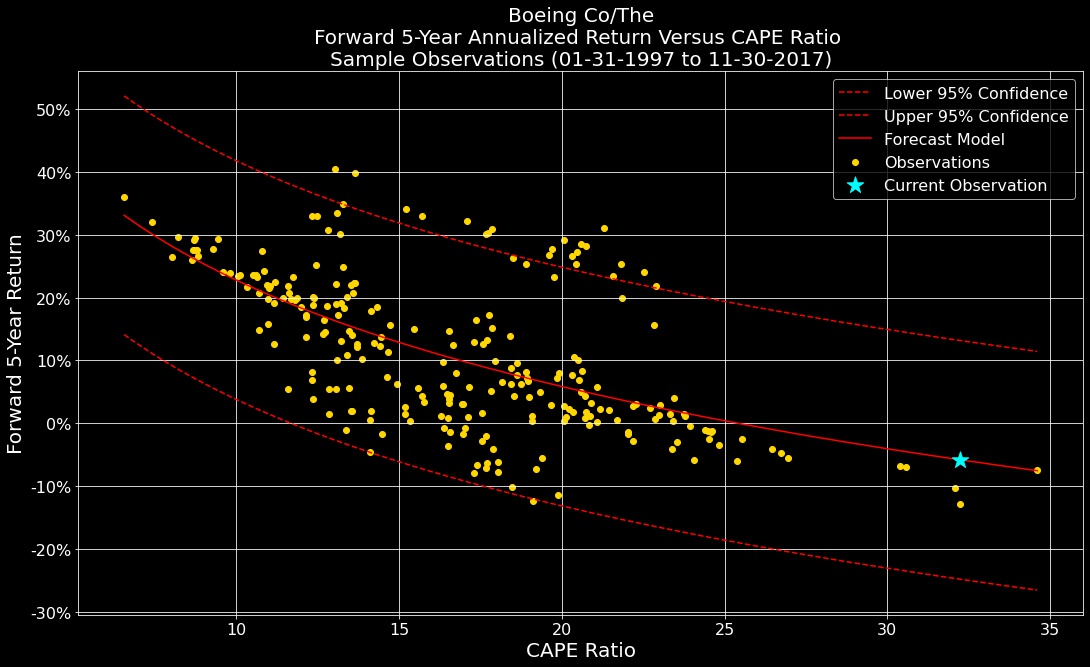 Boeing Co/The
Forward 5-Year Annualized Return Versus CAPE Ratio
Sample Observations (01-31-1997 to 11-30-2017)
Lower 95% Confidence
Upper 95% Confidence
Forecast Model
Observations
Current Observation
Forward 5-Year Return
50%
40%
30%
20%
10%
0%
-10%
-20%
-30%
10 15 20 25 30 35
CAPE Ratio